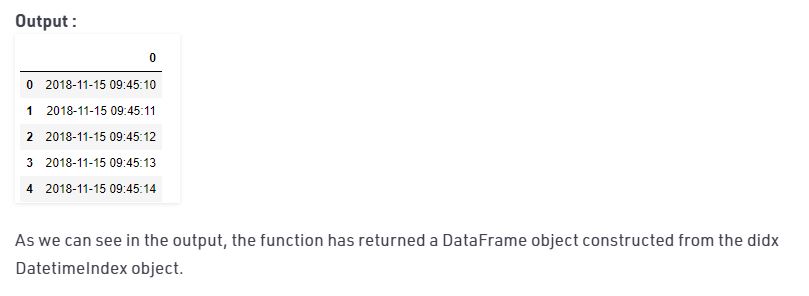 Output :
0
0 2018-11-15 09:45:10
1 2018-11-15 09:45:11
2 2018-11-15 09:45:12
3 2018-11-15 09:45:13
4 2018-11-15 09:45:14
As we can see in the output, the function has returned a DataFrame object constructed from the didx
DatetimeIndex object.